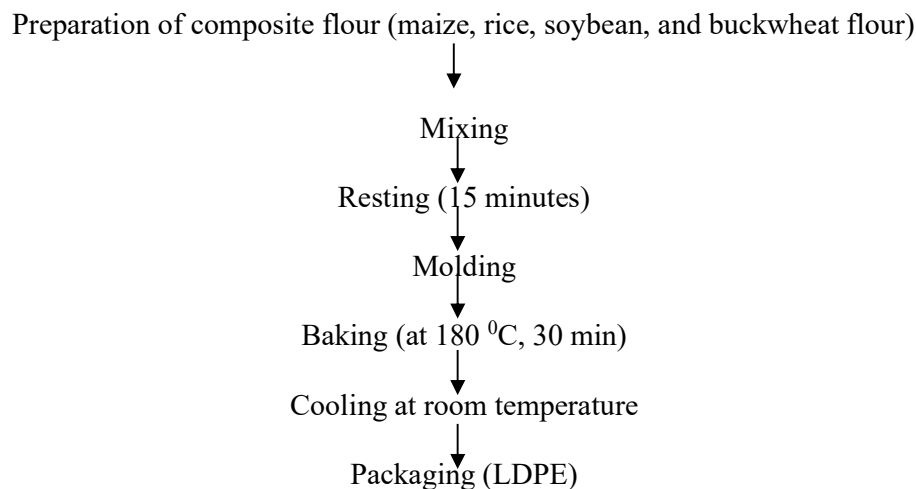 Preparation of composite flour (maize, rice, soybean, and buckwheat flour)
Mixing
Resting (15 minutes)
Molding
Baking (at 180 ⁰C, 30 min)
Cooling at room temperature
Packaging (LDPE)